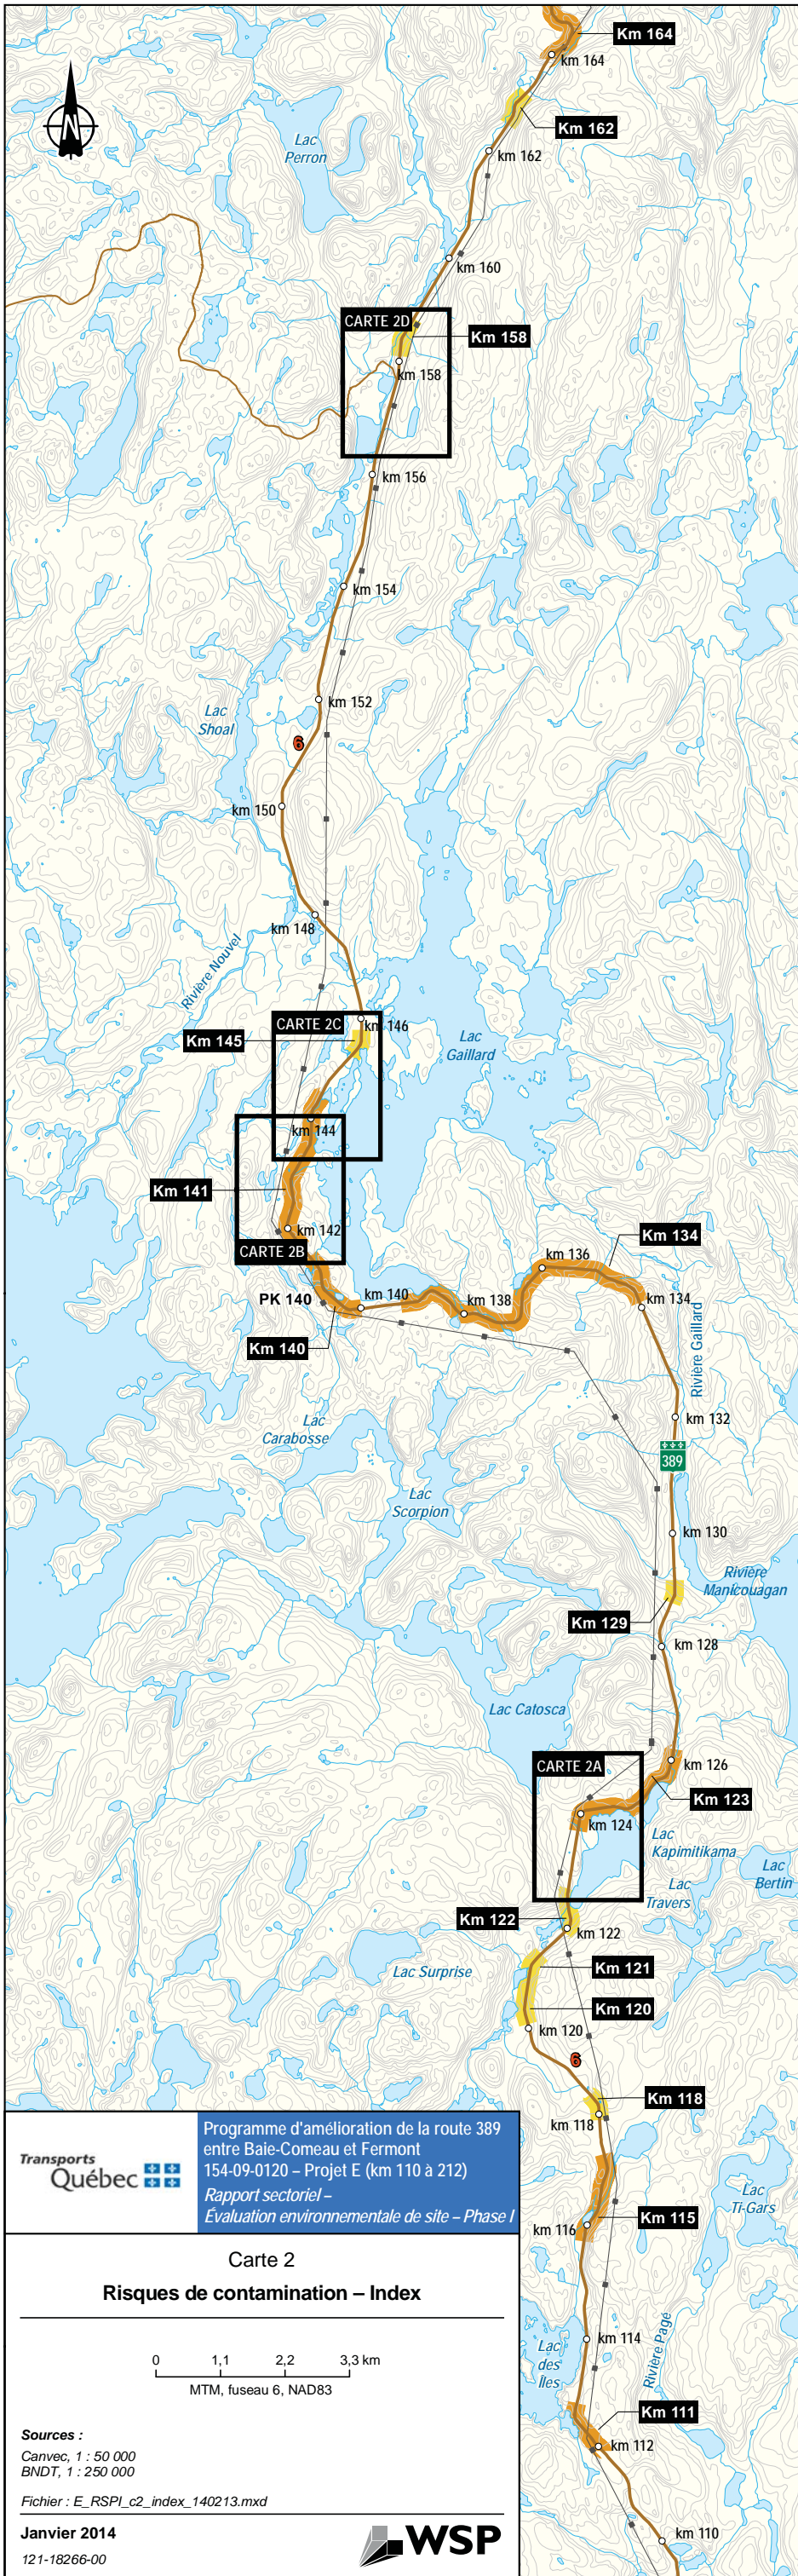 Km 164
km 164
Km 162
Lac
Perron
km 162
km 160
CARTE 2D
Km 158
km 158
km 156
km 154
km 152
Lac
Shoal
6
km 150
km 148
Rivière Nouvel
CARTE 2C
km 146
Km 145
Lac
Gaillard
km 144
Km 141
km 142
CARTE 2B
Km 134
km 136
PK 140
km 140
km 138
km 134
Km 140
Rivière Gaillard
Lac
Carabosse
km 132
389
Lac
Scorpion
km 130
Rivière
Manicouagan
Km 129
km 128
Lac Catosca
CARTE 2A
km 126
Km 123
km 124
Lac
Kapimitikama
Lac
Bertin
Lac
Travers
Km 122
km 122
Lac Surprise
Km 121
Km 120
km 120
6
Km 118
km 118
Lac
Ti-Gars
Km 115
km 116
km 114
Lac
des
Îles
Rivière Pagé
Km 111
km 112
km 110
Transports
Québec
Programme d'amélioration de la route 389
entre Baie-Comeau et Fermont
154-09-0120 – Projet E (km 110 à 212)
Rapport sectoriel –
Évaluation environnementale de site – Phase I
Carte 2
Risques de contamination – Index
0 1,1 2,2 3,3 km
MTM, fuseau 6, NAD83
Sources :
Canvec, 1 : 50 000
BNDT, 1 : 250 000
Fichier : E_RSPI_c2_index_140213.mxd
Janvier 2014
121-18266-00
WSP
N